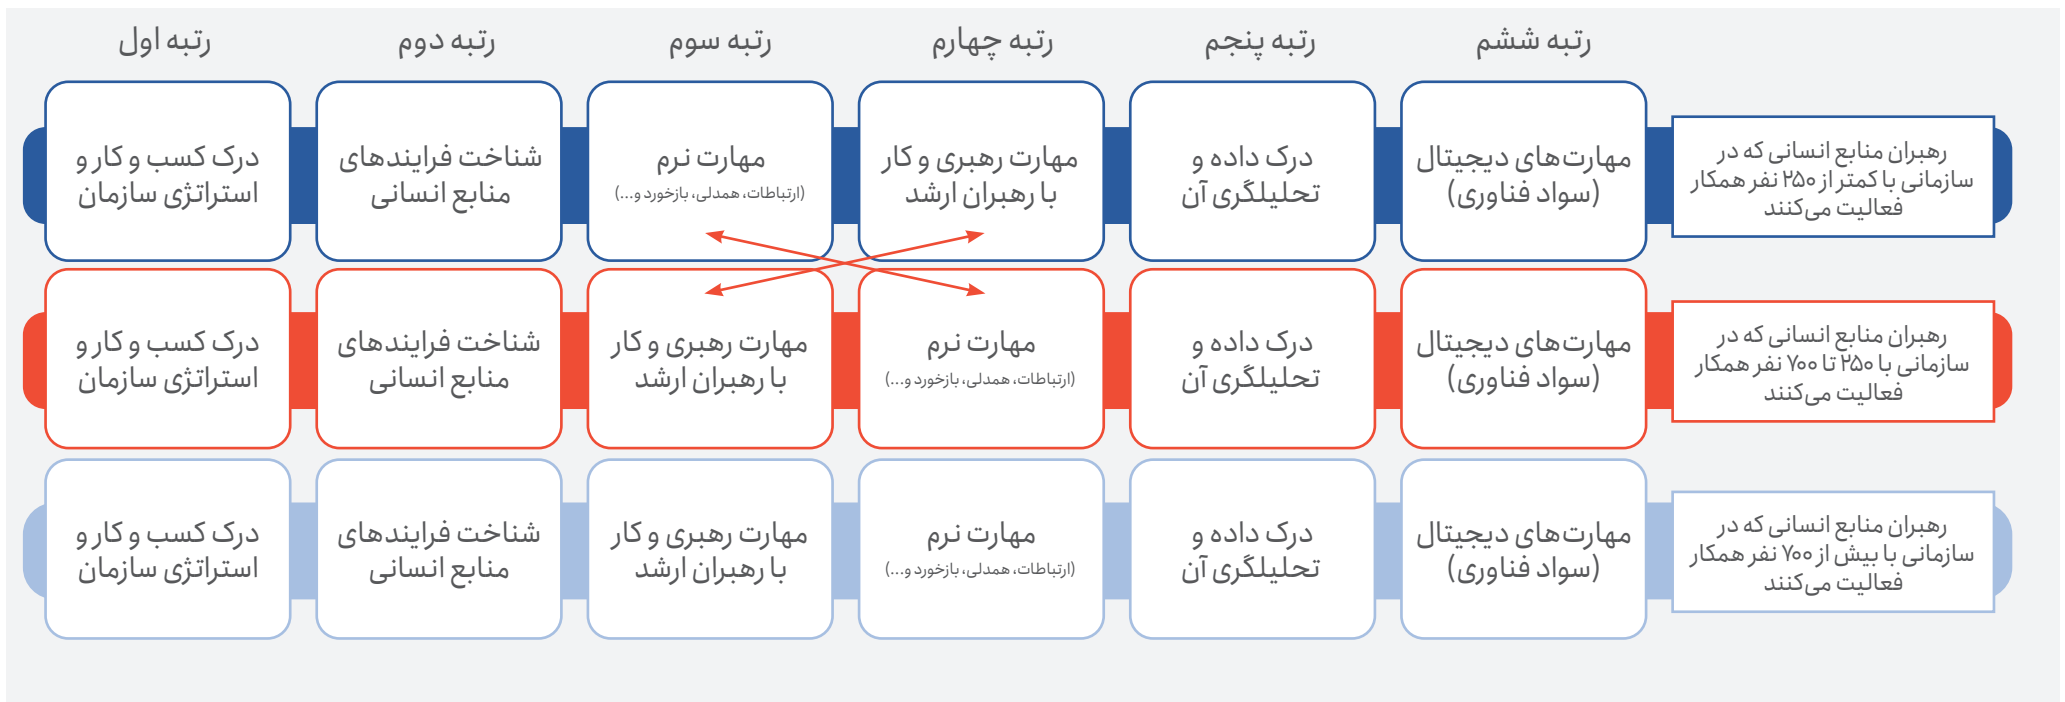 رتبه ششم
رتبه پنجم
رتبه چهارم
رتبه سوم
رتبه دوم
رتبه اول
رهبران منابع انسانی که در
سازمانی با کمتر از ۲۵۰ نفر همکار
فعالیت می‌کنند
مهارت‌های دیجیتال
(سواد فناوری)
درک داده و
تحلیلگری آن
مهارت رهبری و کار
با رهبران ارشد
مهارت نرم
(ارتباطات، همدلی، بازخورد و...)
شناخت فرایندهای
منابع انسانی
درک کسب و کار و
استراتژی سازمان
رهبران منابع انسانی که در
سازمانی با ۲۵۰ تا ۷۰۰ نفر همکار
فعالیت می‌کنند
مهارت‌های دیجیتال
(سواد فناوری)
درک داده و
تحلیلگری آن
مهارت نرم
(ارتباطات، همدلی، بازخورد و...)
مهارت رهبری و کار
با رهبران ارشد
شناخت فرایندهای
منابع انسانی
درک کسب و کار و
استراتژی سازمان
رهبران منابع انسانی که در
سازمانی با بیش از ۷۰۰ نفر همکار
فعالیت می‌کنند
مهارت‌های دیجیتال
(سواد فناوری)
درک داده و
تحلیلگری آن
مهارت نرم
(ارتباطات، همدلی، بازخورد و...)
مهارت رهبری و کار
با رهبران ارشد
شناخت فرایندهای
منابع انسانی
درک کسب و کار و
استراتژی سازمان